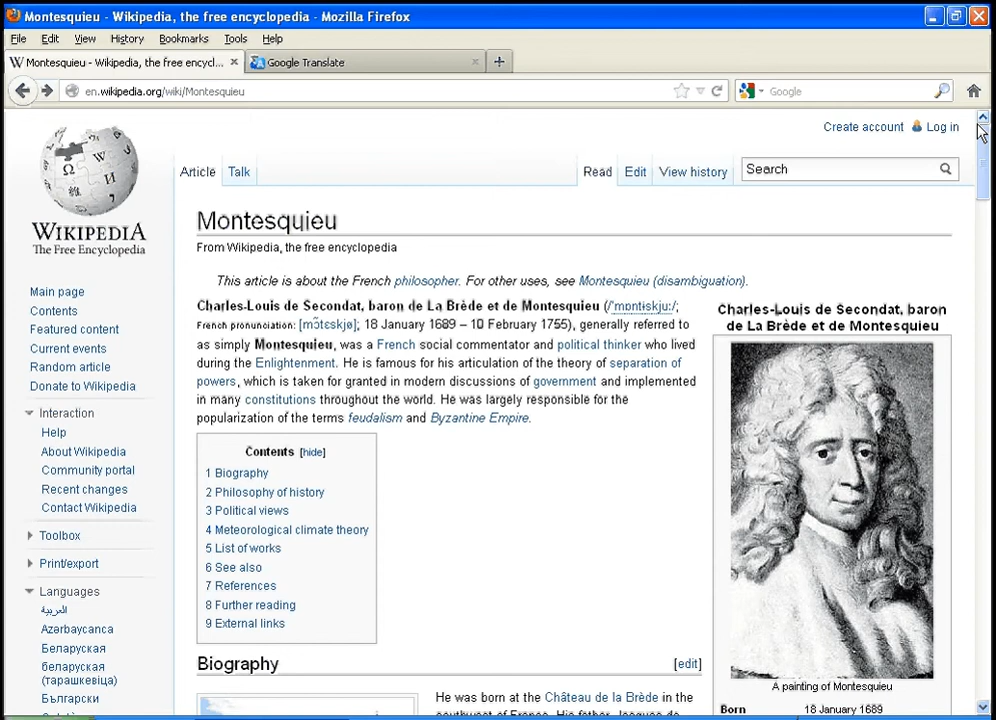 Montesquieu - Wikipedia, the free encyclopedia - Mozilla Firefox
File Edit View History Bookmarks Tools Help
W Montesquieu - Wikipedia, the free encycl... × Google Translate × +
en.wikipedia.org/wiki/Montesquieu Google
Create account Log in
Article Talk Read Edit View history Search
WIKIPEDIA
The Free Encyclopedia
Main page
Contents
Featured content
Current events
Random article
Donate to Wikipedia
Interaction
Help
About Wikipedia
Community portal
Recent changes
Contact Wikipedia
Toolbox
Print/export
Languages
العربية
Azərbaycanca
Беларуская
беларуская
(тарашкевіца)
Български
Montesquieu
From Wikipedia, the free encyclopedia
This article is about the French philosopher. For other uses, see Montesquieu (disambiguation).
Charles-Louis de Secondat, baron de La Brède et de Montesquieu (/ˈmɒntɪskjuː/;
French pronunciation: [mɔ̃tɛskjø]; 18 January 1689 – 10 February 1755), generally referred to
as simply Montesquieu, was a French social commentator and political thinker who lived
during the Enlightenment. He is famous for his articulation of the theory of separation of
powers, which is taken for granted in modern discussions of government and implemented
in many constitutions throughout the world. He was largely responsible for the
popularization of the terms feudalism and Byzantine Empire.
Contents [hide]
1 Biography
2 Philosophy of history
3 Political views
4 Meteorological climate theory
5 List of works
6 See also
7 References
8 Further reading
9 External links
Biography [edit]
He was born at the Château de la Brède in the
southwest of France. His father, Jacques de
Charles-Louis de Secondat, baron
de La Brède et de Montesquieu
A painting of Montesquieu
Born 18 January 1689